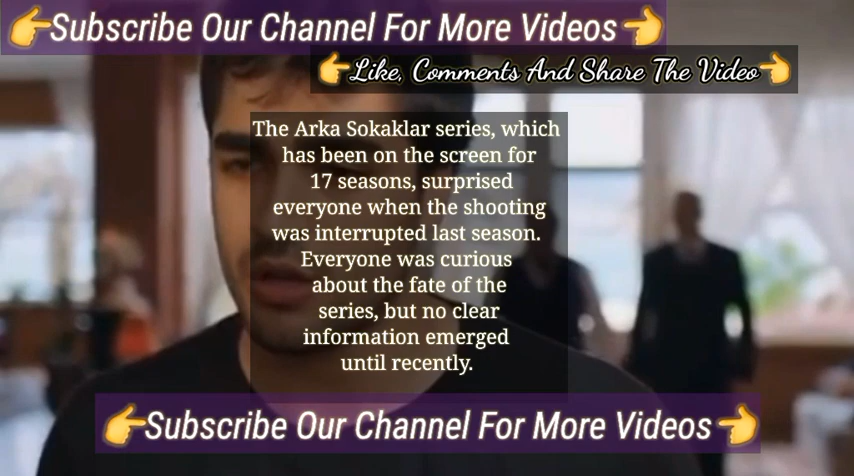 👉Subscribe Our Channel For More Videos👈
👉Like, Comments And Share The Video👈
The Arka Sokaklar series, which
has been on the screen for
17 seasons, surprised
everyone when the shooting
was interrupted last season.
Everyone was curious
about the fate of the
series, but no clear
information emerged
until recently.
👉Subscribe Our Channel For More Videos👈